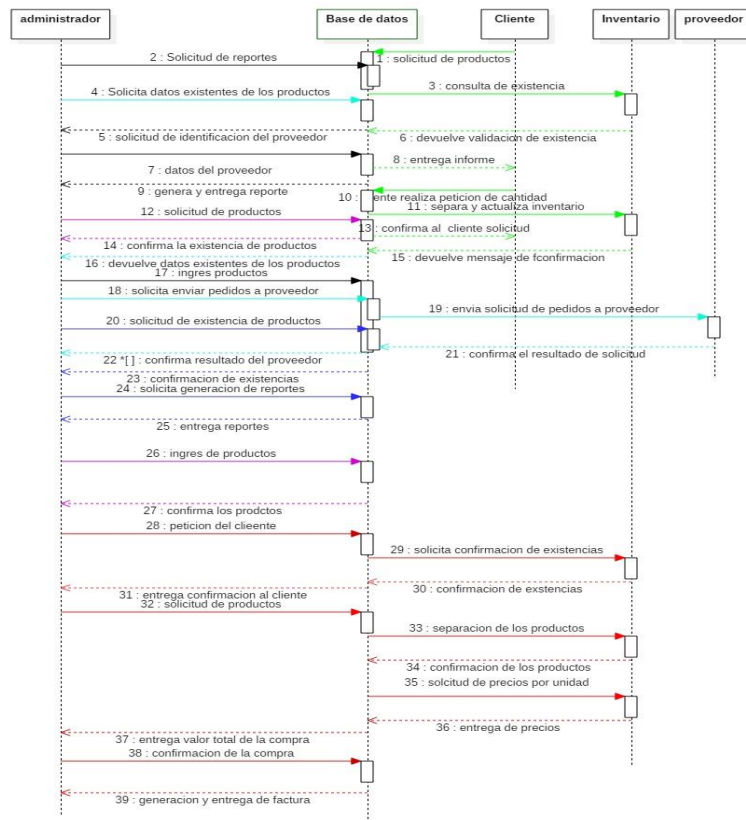 administrador
Base de datos
Cliente
Inventario
proveedor
1 : solicitud de productos
2 : Solicitud de reportes
3 : consulta de existencia
4 : Solicita datos existentes de los productos
5 : solicitud de identificacion del proveedor
6 : devuelve validacion de existencia
7 : datos del proveedor
8 : entrega informe
9 : genera y entrega reporte
10 : ente realiza peticion de cantidad
11 : separa y actualiza inventario
12 : solicitud de productos
13 : confirma al cliente solicitud
14 : confirma la existencia de productos
15 : devuelve mensaje de fconfirmacion
16 : devuelve datos existentes de los productos
17 : ingres productos
18 : solicita enviar pedidos a proveedor
19 : envia solicitud de pedidos a proveedor
20 : solicitud de existencia de productos
21 : confirma el resultado de solicitud
22 *[ ] : confirma resultado del proveedor
23 : confirmacion de existencias
24 : solicita generacion de reportes
25 : entrega reportes
26 : ingres de productos
27 : confirma los prodctos
28 : peticion del clieente
29 : solicita confirmacion de existencias
30 : confirmacion de exstencias
31 : entrega confirmacion al cliente
32 : solicitud de productos
33 : separacion de los productos
34 : confirmacion de los productos
35 : solcitud de precios por unidad
36 : entrega de precios
37 : entrega valor total de la compra
38 : confirmacion de la compra
39 : generacion y entrega de factura